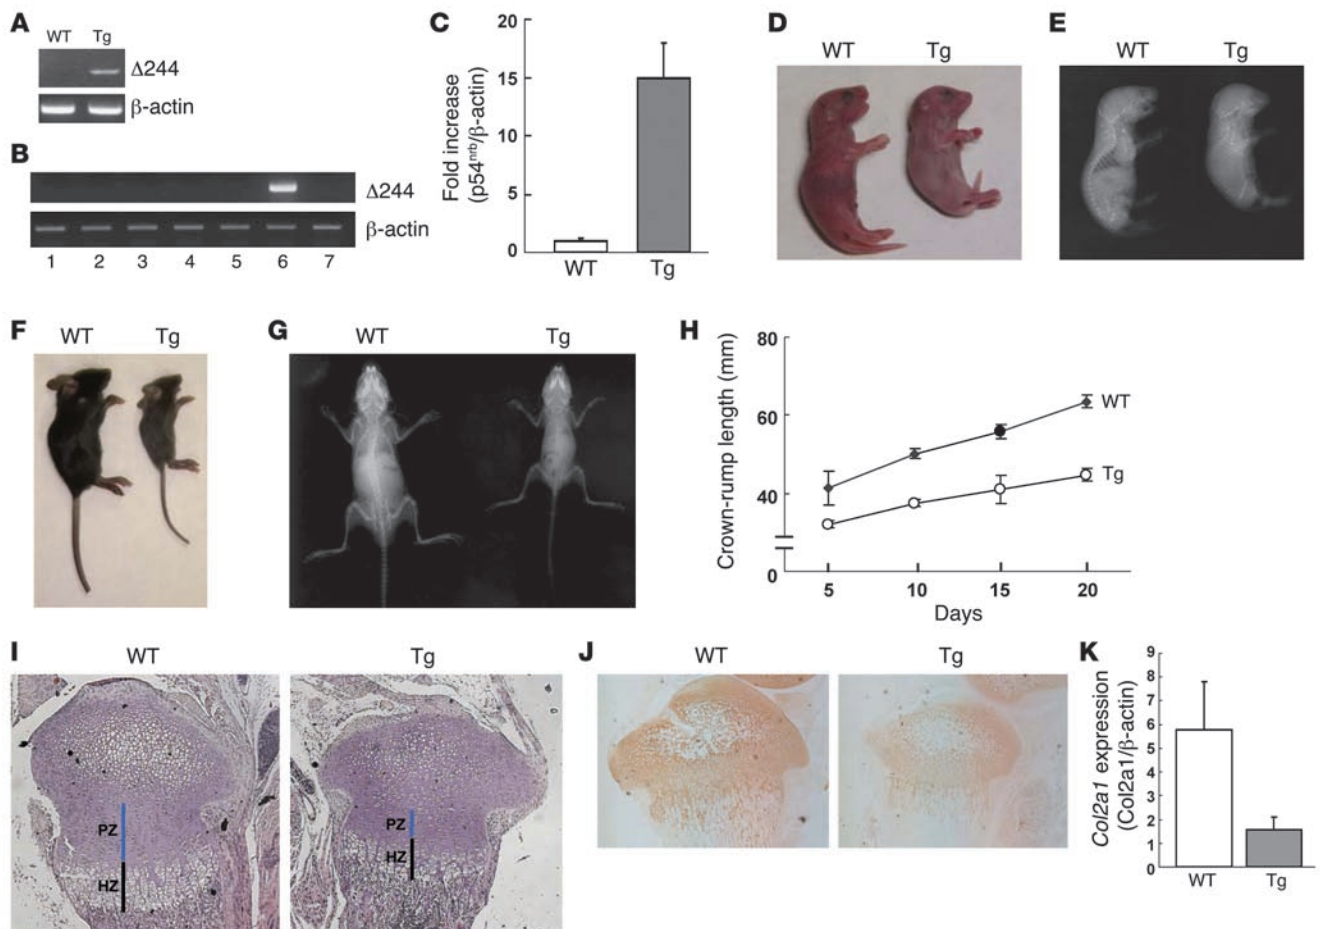 A
WT Tg
Δ244
β-actin
B
Δ244
β-actin
1 2 3 4 5 6 7
C
Fold increase
(p54nrb/β-actin)
20
15
10
5
0
WT Tg
D
WT Tg
E
WT Tg
F
WT Tg
G
WT Tg
H
Crown-rump length (mm)
80
60
40
0
WT
Tg
5 10 15 20
Days
I
WT Tg
PZ
HZ
PZ
HZ
J
WT Tg
K
Col2a1 expression
(Col2a1/β-actin)
9
8
7
6
5
4
3
2
1
0
WT Tg